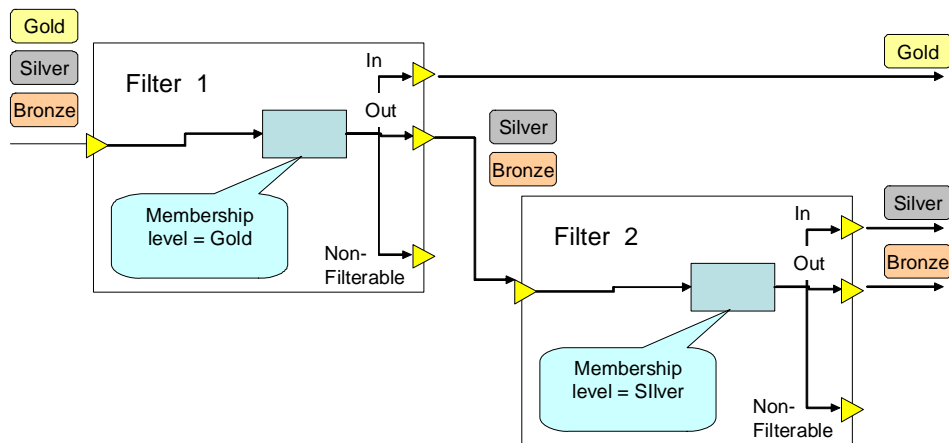 Gold
Silver
Bronze
Filter 1
In
Out
Membership
level = Gold
Non-
Filterable
Gold
Silver
Bronze
Filter 2
In
Out
Membership
level = SIlver
Non-
Filterable
Silver
Bronze